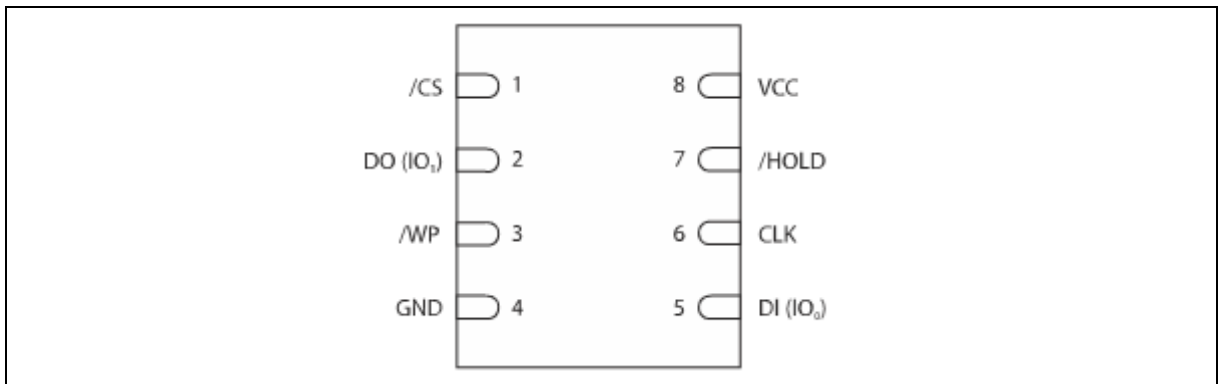 /CS 1 8 VCC
DO (IO₁) 2 7 /HOLD
/WP 3 6 CLK
GND 4 5 DI (IO₀)